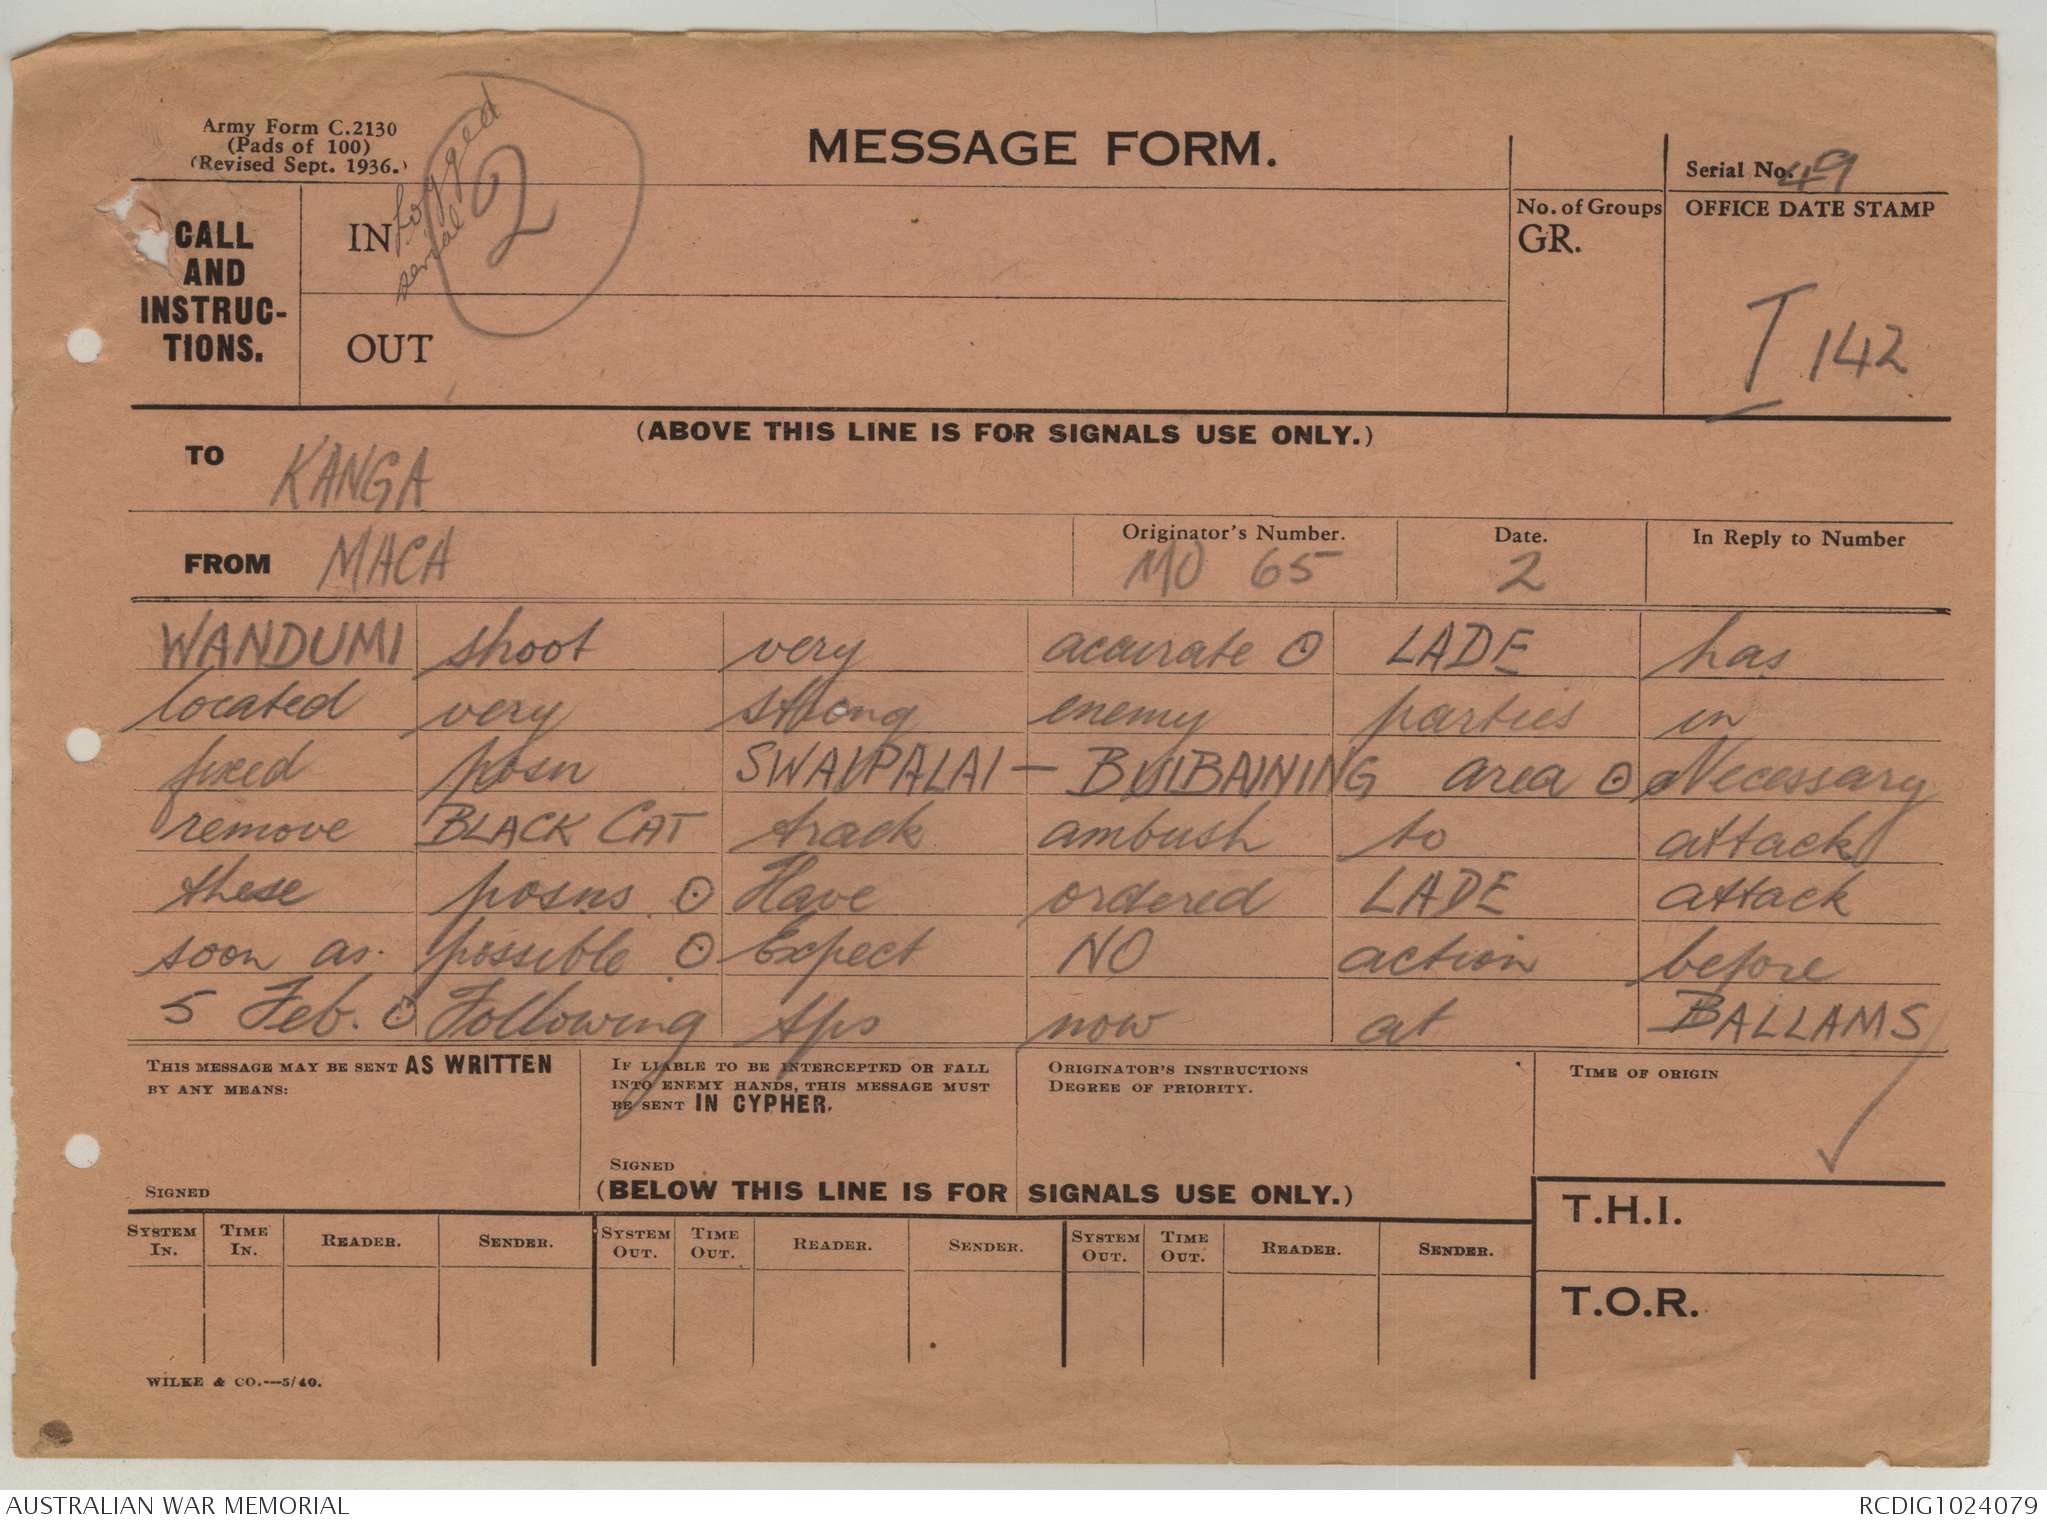 Army Form C.2130
(Pads of 100)
(Revised Sept. 1936.)
MESSAGE FORM.
Serial No. 49
Logged
serial 2
CALL
AND
INSTRUC-
TIONS.
IN
OUT
No. of Groups
GR.
OFFICE DATE STAMP
T 142
(ABOVE THIS LINE IS FOR SIGNALS USE ONLY.)
TO KANGA
FROM MACA
Originator's Number.
MO 65
Date.
2
In Reply to Number
WANDUMI shoot very accurate ⊙ LADE has
located very strong enemy parties in
fixed posn SWAIPALAI — BULBAINING area ⊙ Necessary
remove BLACK CAT track ambush to attack
these posns ⊙ Have ordered LADE attack
soon as possible ⊙ Expect NO action before
5 Feb. ⊙ Following tps now at BALLAMS
THIS MESSAGE MAY BE SENT AS WRITTEN
BY ANY MEANS:
SIGNED
IF LIABLE TO BE INTERCEPTED OR FALL
INTO ENEMY HANDS, THIS MESSAGE MUST
BE SENT IN CYPHER.
SIGNED
ORIGINATOR'S INSTRUCTIONS
DEGREE OF PRIORITY.
TIME OF ORIGIN
(BELOW THIS LINE IS FOR SIGNALS USE ONLY.)
T.H.I.
T.O.R.
SYSTEM IN. TIME IN. READER. SENDER. SYSTEM OUT. TIME OUT. READER. SENDER. SYSTEM OUT. TIME OUT. READER. SENDER.
WILKE & CO.—5/40.
AUSTRALIAN WAR MEMORIAL
RCDIG1024079